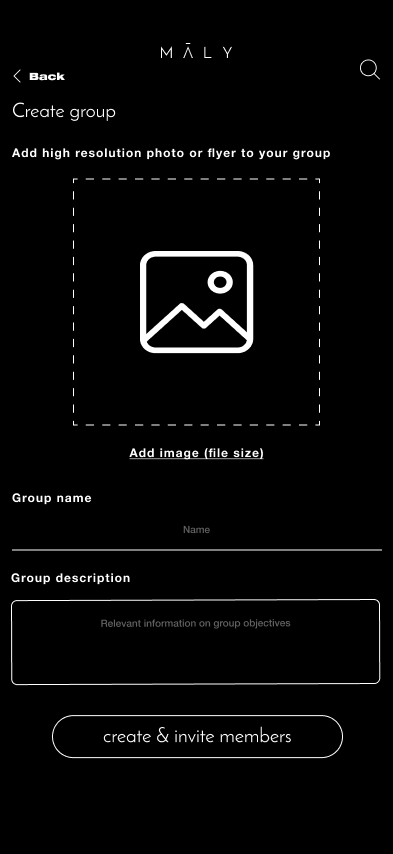 MĀLY
Back
Create group
Add high resolution photo or flyer to your group
Add image (file size)
Group name
Name
Group description
Relevant information on group objectives
create & invite members